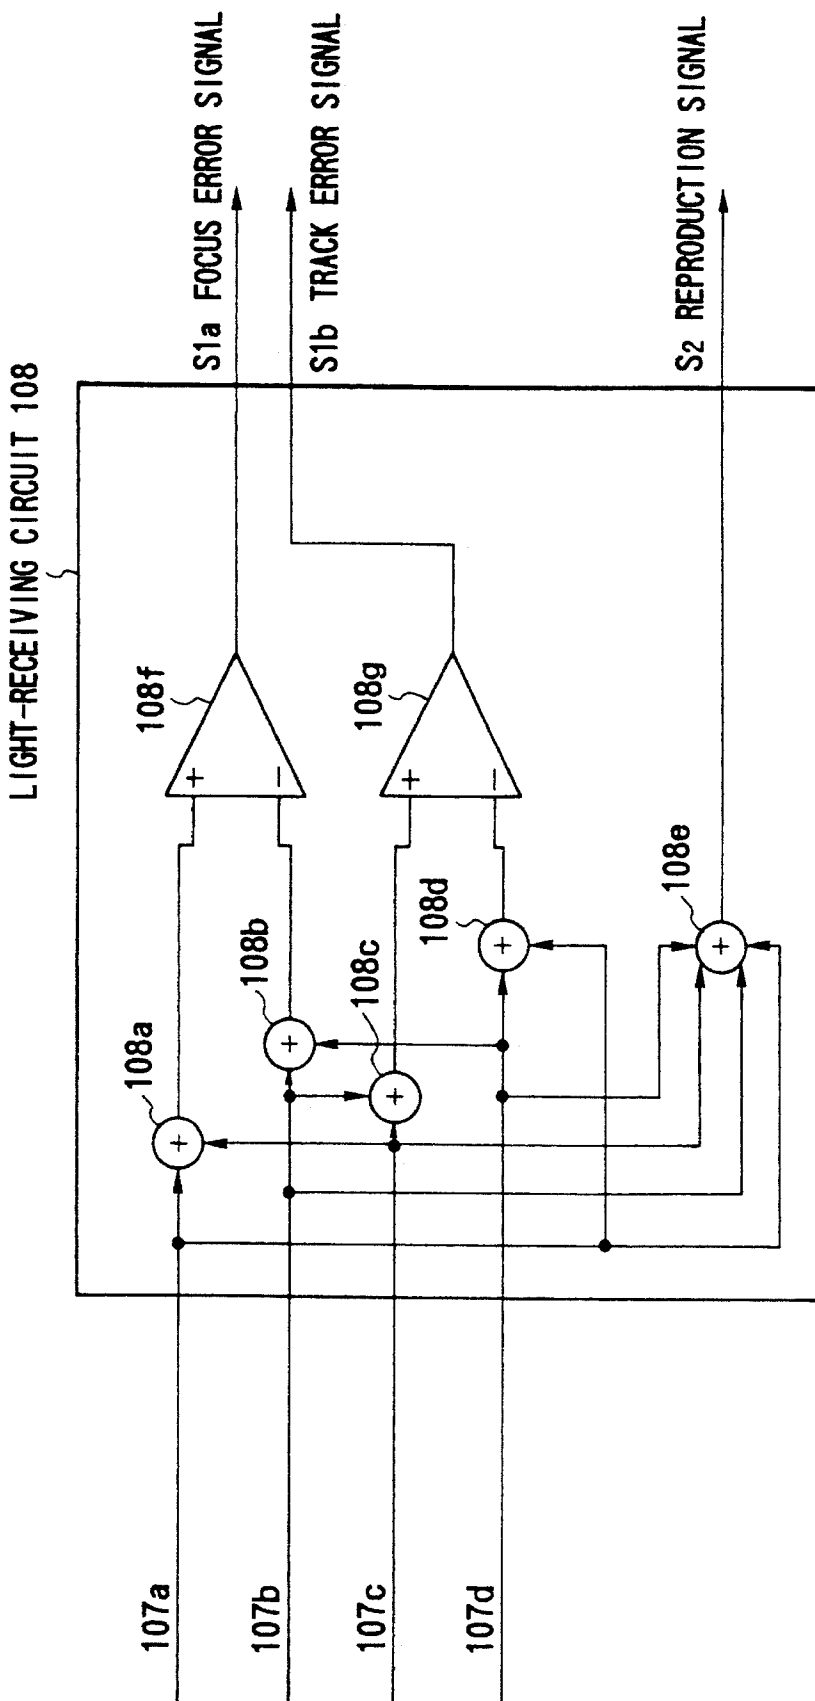 LIGHT-RECEIVING CIRCUIT 108
S1a FOCUS ERROR SIGNAL
S1b TRACK ERROR SIGNAL
S2 REPRODUCTION SIGNAL
108f
+
-
108g
+
-
108a
+
108b
+
108c
+
108d
+
108e
+
107a
107b
107c
107d